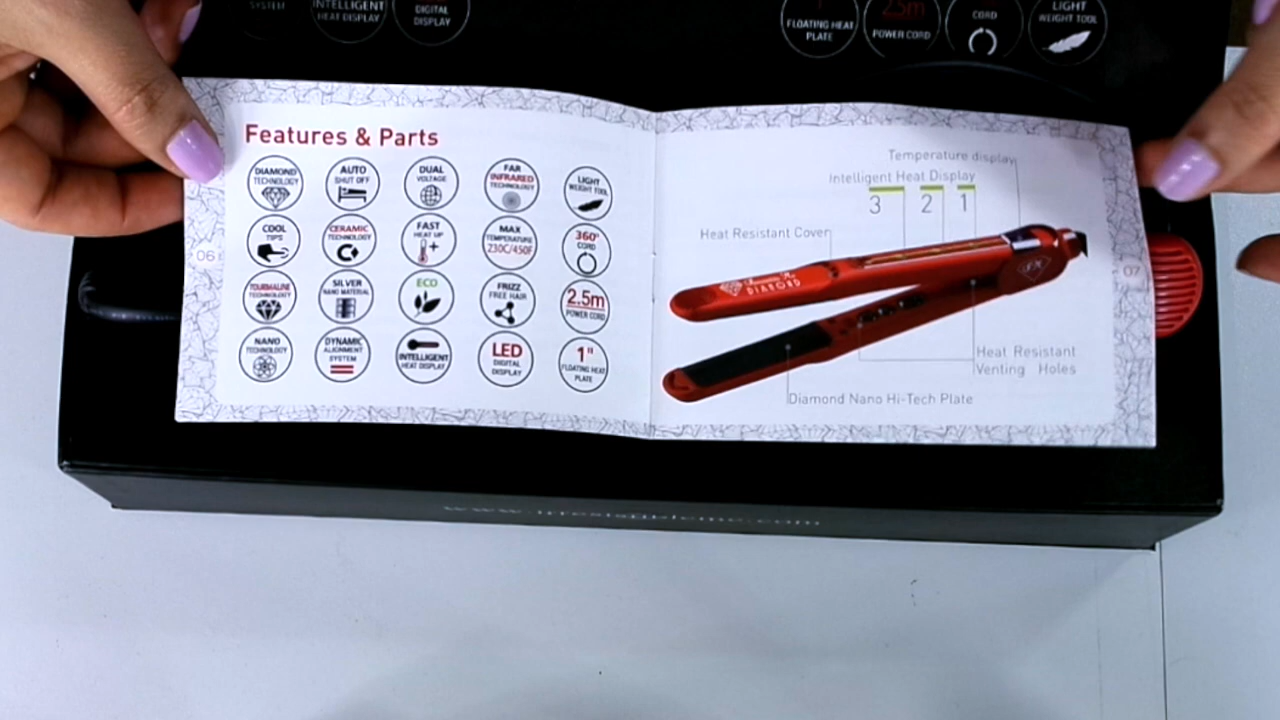 SYSTEM
INTELLIGENT
HEAT DISPLAY
DIGITAL
DISPLAY
1"
FLOATING HEAT
PLATE
2.5m
POWER CORD
CORD
LIGHT
WEIGHT TOOL
Features & Parts
DIAMOND
TECHNOLOGY
AUTO
SHUT OFF
DUAL
VOLTAGE
FAR
INFRARED
TECHNOLOGY
LIGHT
WEIGHT TOOL
COOL
TIPS
CERAMIC
TECHNOLOGY
FAST
HEAT UP
MAX
TEMPERATURE
230C/450F
360°
CORD
TOURMALINE
TECHNOLOGY
SILVER
NANO MATERIAL
ECO
FRIZZ
FREE HAIR
2.5m
POWER CORD
NANO
TECHNOLOGY
DYNAMIC
ALIGNMENT
SYSTEM
INTELLIGENT
HEAT DISPLAY
LED
DIGITAL
DISPLAY
1"
FLOATING HEAT
PLATE
06
Temperature display
Intelligent Heat Display
3 2 1
Heat Resistant Cover
DIAMOND
Heat Resistant
Venting Holes
Diamond Nano Hi-Tech Plate
07
www.irresistibleme.com